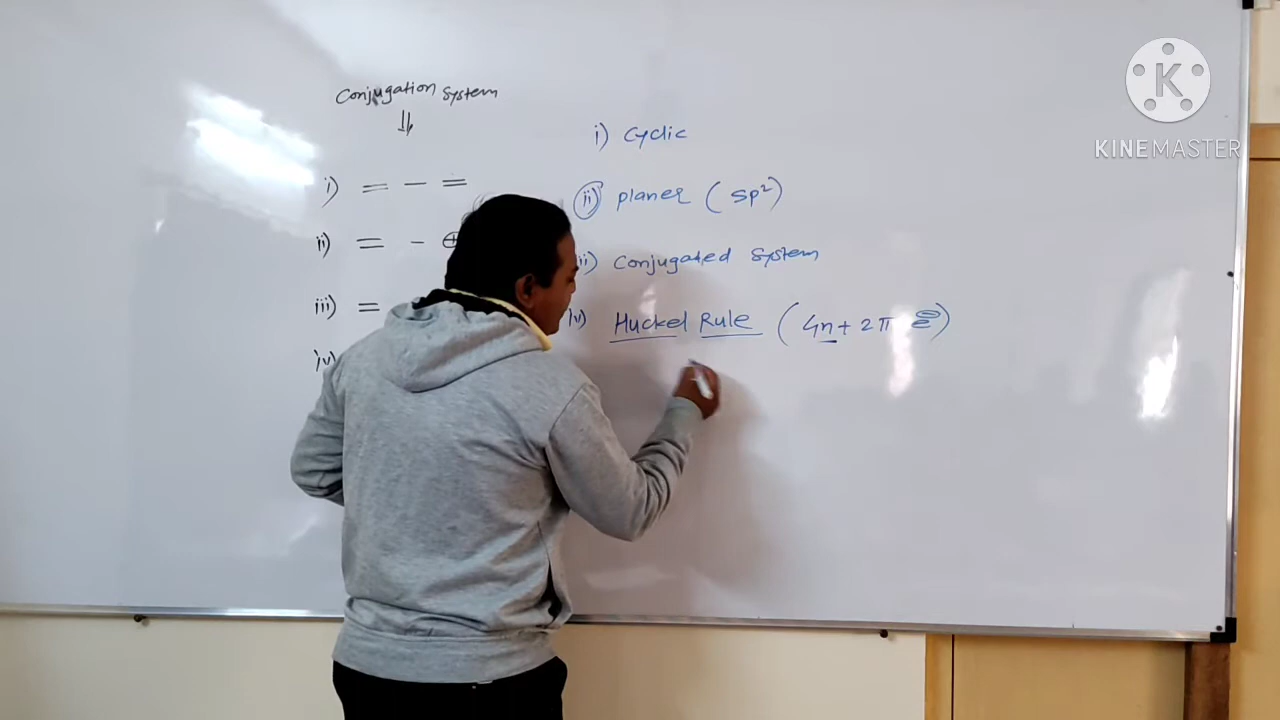 Conjugation System
⇓
i) = - =
ii) = - ⊕
iii) =
iv)
i) Cyclic
ii) planer ( sp²)
iii) Conjugated System
iv) Huckel Rule ( 4n + 2 π e⊖)
K
KINEMASTER